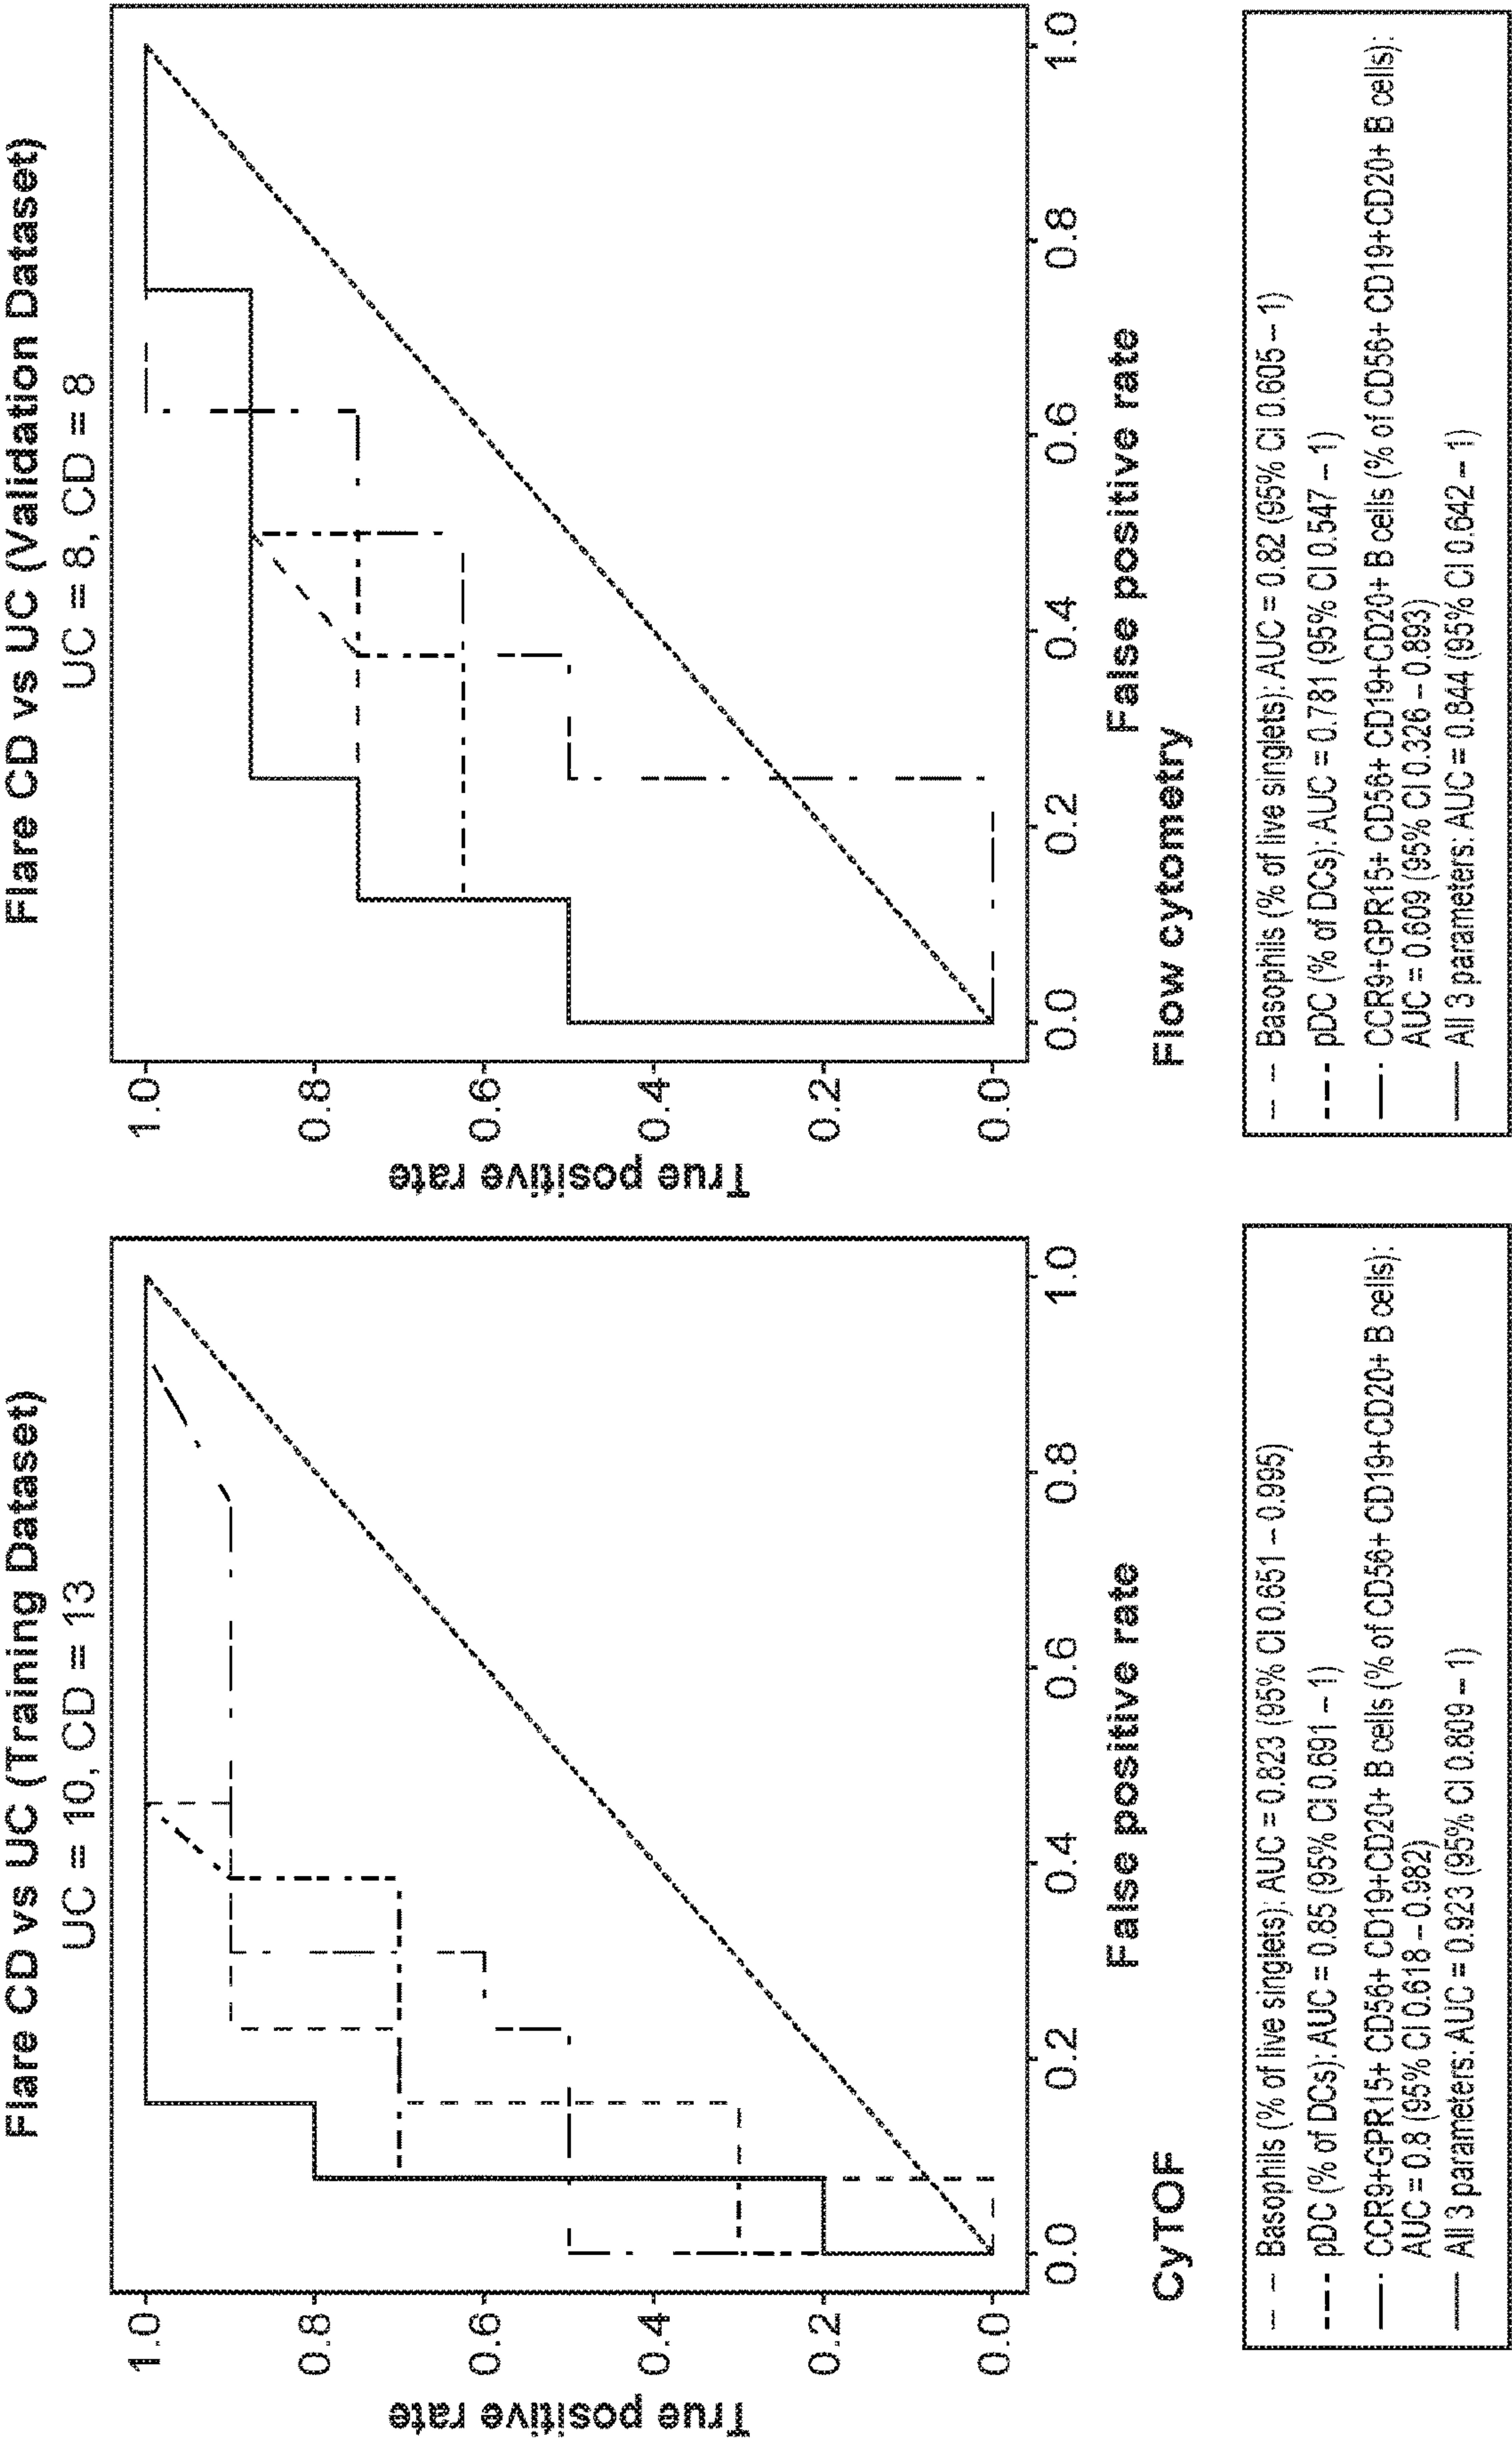 Flare CD vs UC (Training Dataset)
UC = 10, CD = 13
True positive rate
1.0
0.8
0.6
0.4
0.2
0.0
0.0
0.2
0.4
0.6
0.8
1.0
False positive rate
CyTOF
Basophils (% of live singlets): AUC = 0.823 (95% CI 0.651 – 0.995)
pDC (% of DCs): AUC = 0.85 (95% CI 0.691 – 1)
CCR9+GPR15+ CD56+ CD19+CD20+ B cells (% of CD56+ CD19+CD20+ B cells):
AUC = 0.8 (95% CI 0.618 – 0.982)
All 3 parameters: AUC = 0.923 (95% CI 0.809 – 1)
Flare CD vs UC (Validation Dataset)
UC = 8, CD = 8
True positive rate
1.0
0.8
0.6
0.4
0.2
0.0
0.0
0.2
0.4
0.6
0.8
1.0
False positive rate
Flow cytometry
Basophils (% of live singlets): AUC = 0.82 (95% CI 0.605 – 1)
pDC (% of DCs): AUC = 0.781 (95% CI 0.547 – 1)
CCR9+GPR15+ CD56+ CD19+CD20+ B cells (% of CD56+ CD19+CD20+ B cells):
AUC = 0.609 (95% CI 0.326 – 0.893)
All 3 parameters: AUC = 0.844 (95% CI 0.642 – 1)